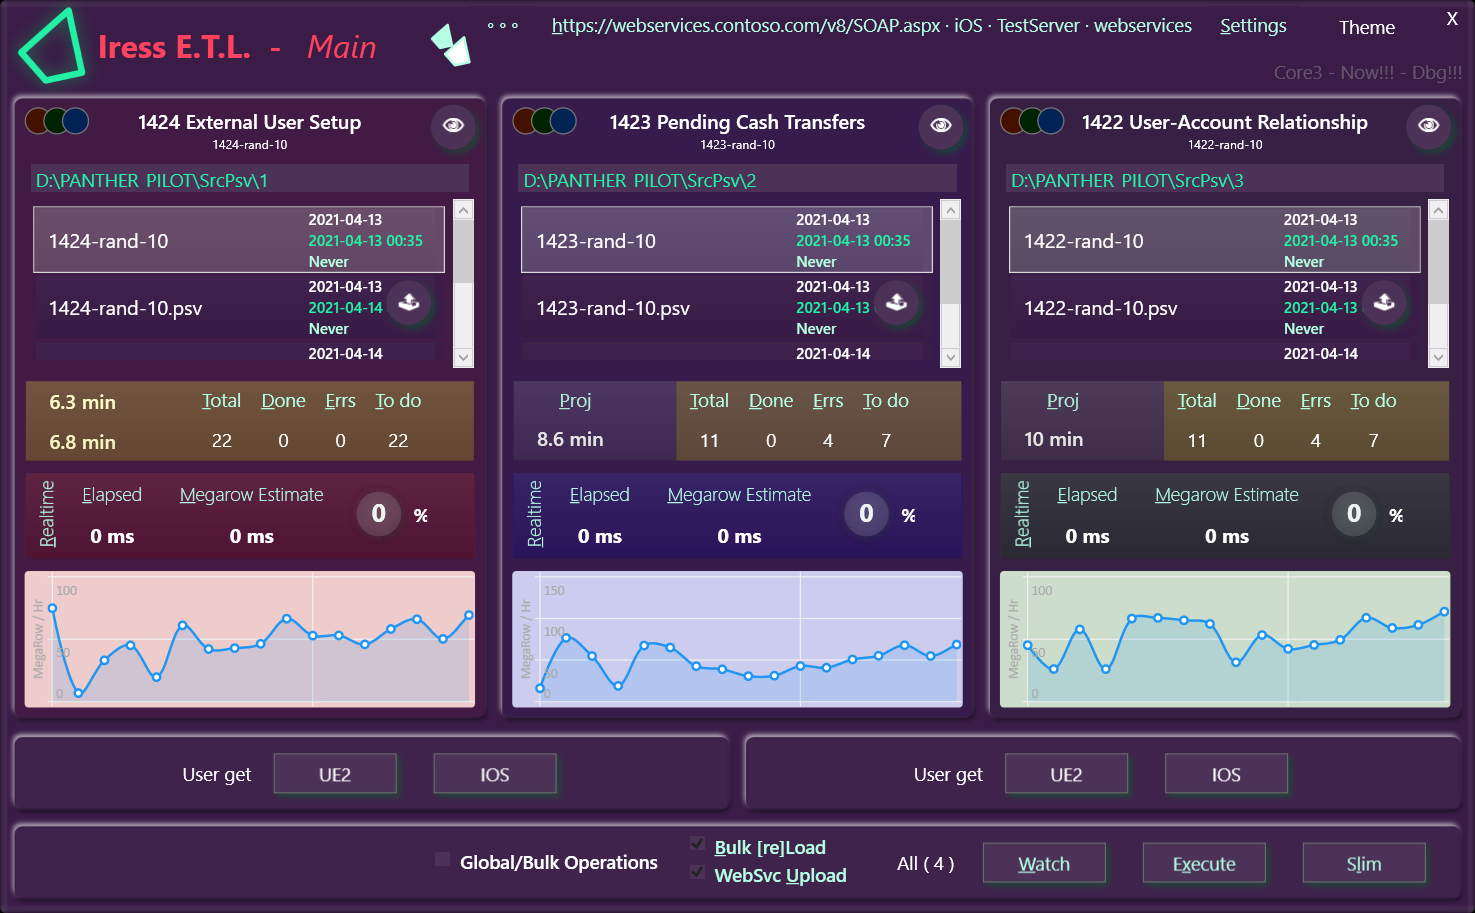 Iress E.T.L. - Main
https://webservices.contoso.com/v8/SOAP.aspx · iOS · TestServer · webservices
Settings
Theme
X
Core3 - Now!!! - Dbg!!!
1424 External User Setup
1424-rand-10
D:\PANTHER PILOT\SrcPsv\1
1424-rand-10
2021-04-13
2021-04-13 00:35
Never
1424-rand-10.psv
2021-04-13
2021-04-14
Never
2021-04-14
6.3 min
6.8 min
Total Done Errs To do
22 0 0 22
Realtime
Elapsed Megarow Estimate
0 ms 0 ms 0 %
MegaRow / Hr
100
50
0
1423 Pending Cash Transfers
1423-rand-10
D:\PANTHER PILOT\SrcPsv\2
1423-rand-10
2021-04-13
2021-04-13 00:35
Never
1423-rand-10.psv
2021-04-13
2021-04-13
Never
2021-04-14
Proj
8.6 min
Total Done Errs To do
11 0 4 7
Realtime
Elapsed Megarow Estimate
0 ms 0 ms 0 %
MegaRow / Hr
150
100
50
0
1422 User-Account Relationship
1422-rand-10
D:\PANTHER PILOT\SrcPsv\3
1422-rand-10
2021-04-13
2021-04-13 00:35
Never
1422-rand-10.psv
2021-04-13
2021-04-13
Never
2021-04-14
Proj
10 min
Total Done Errs To do
11 0 4 7
Realtime
Elapsed Megarow Estimate
0 ms 0 ms 0 %
MegaRow / Hr
100
50
0
User get UE2 IOS
User get UE2 IOS
Global/Bulk Operations
Bulk [re]Load
WebSvc Upload
All ( 4 )
Watch
Execute
Slim